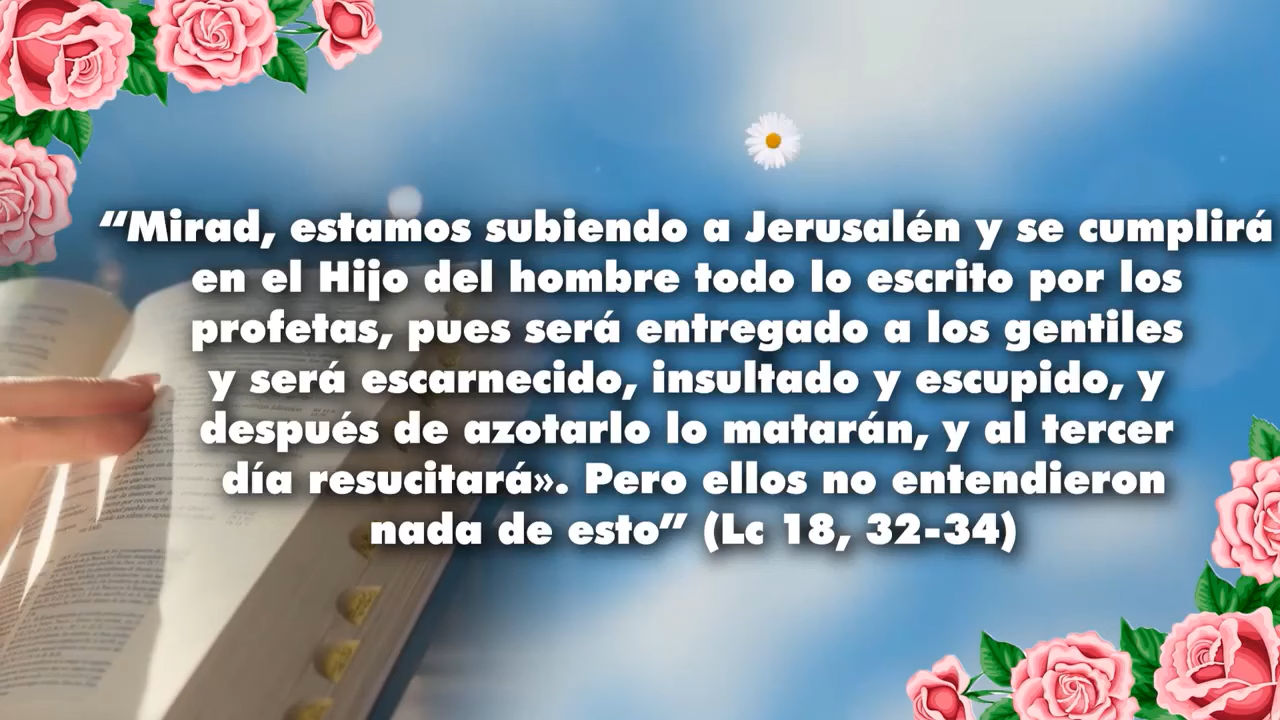 “Mirad, estamos subiendo a Jerusalén y se cumplirá
en el Hijo del hombre todo lo escrito por los
profetas, pues será entregado a los gentiles
y será escarnecido, insultado y escupido, y
después de azotarlo lo matarán, y al tercer
día resucitará». Pero ellos no entendieron
nada de esto” (Lc 18, 32-34)